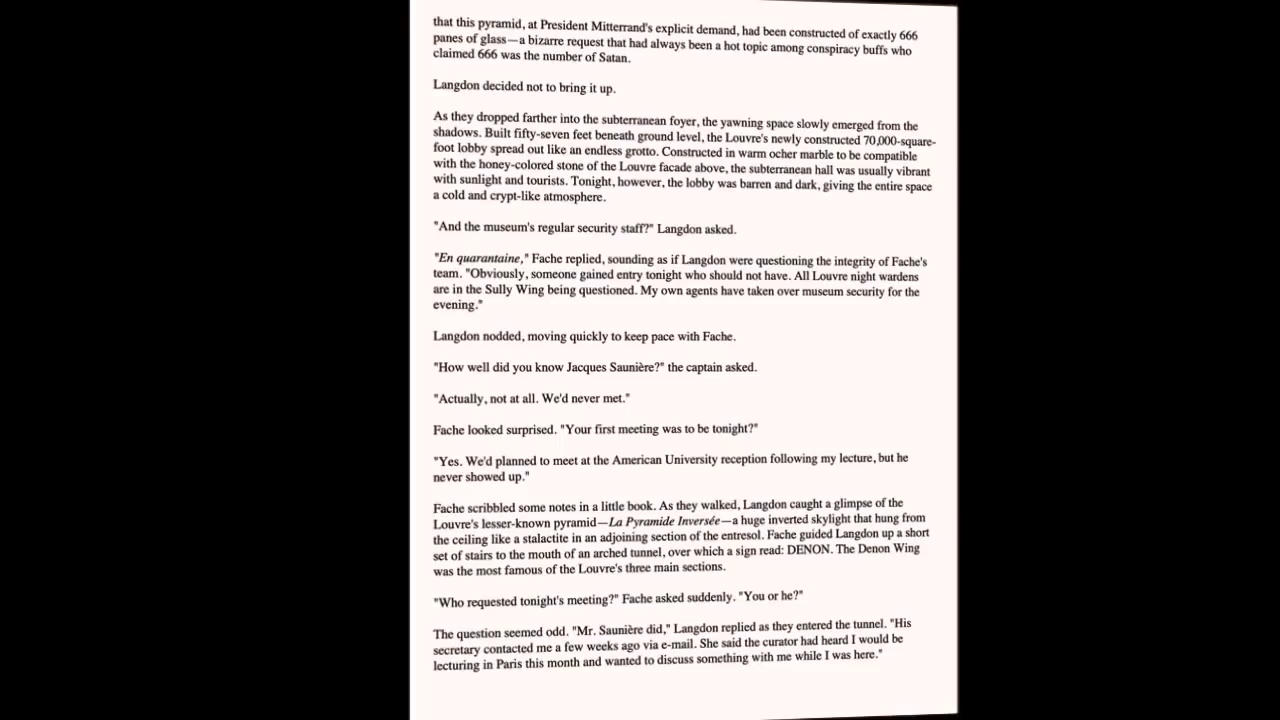 that this pyramid, at President Mitterrand's explicit demand, had been constructed of exactly 666
panes of glass—a bizarre request that had always been a hot topic among conspiracy buffs who
claimed 666 was the number of Satan.
Langdon decided not to bring it up.
As they dropped farther into the subterranean foyer, the yawning space slowly emerged from the
shadows. Built fifty-seven feet beneath ground level, the Louvre's newly constructed 70,000-square-
foot lobby spread out like an endless grotto. Constructed in warm ocher marble to be compatible
with the honey-colored stone of the Louvre facade above, the subterranean hall was usually vibrant
with sunlight and tourists. Tonight, however, the lobby was barren and dark, giving the entire space
a cold and crypt-like atmosphere.
"And the museum's regular security staff?" Langdon asked.
"En quarantaine," Fache replied, sounding as if Langdon were questioning the integrity of Fache's
team. "Obviously, someone gained entry tonight who should not have. All Louvre night wardens
are in the Sully Wing being questioned. My own agents have taken over museum security for the
evening."
Langdon nodded, moving quickly to keep pace with Fache.
"How well did you know Jacques Saunière?" the captain asked.
"Actually, not at all. We'd never met."
Fache looked surprised. "Your first meeting was to be tonight?"
"Yes. We'd planned to meet at the American University reception following my lecture, but he
never showed up."
Fache scribbled some notes in a little book. As they walked, Langdon caught a glimpse of the
Louvre's lesser-known pyramid—La Pyramide Inversée—a huge inverted skylight that hung from
the ceiling like a stalactite in an adjoining section of the entresol. Fache guided Langdon up a short
set of stairs to the mouth of an arched tunnel, over which a sign read: DENON. The Denon Wing
was the most famous of the Louvre's three main sections.
"Who requested tonight's meeting?" Fache asked suddenly. "You or he?"
The question seemed odd. "Mr. Saunière did," Langdon replied as they entered the tunnel. "His
secretary contacted me a few weeks ago via e-mail. She said the curator had heard I would be
lecturing in Paris this month and wanted to discuss something with me while I was here."